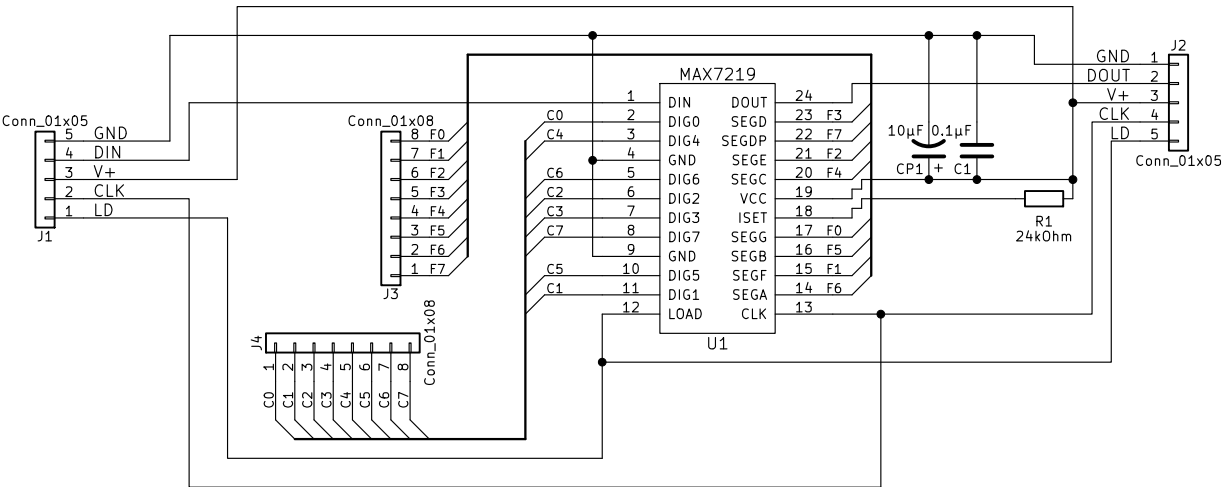 MAX7219
J2
GND 1
DOUT 2
V+ 3
CLK 4
LD 5
Conn_01x05
Conn_01x05
5 GND
4 DIN
3 V+
2 CLK
1 LD
J1
Conn_01x08
8 F0
7 F1
6 F2
5 F3
4 F4
3 F5
2 F6
1 F7
J3
1 DIN DOUT 24
C0 2 DIG0 SEGD 23 F3
C4 3 DIG4 SEGDP 22 F7
4 GND SEGE 21 F2
C6 5 DIG6 SEGC 20 F4
C2 6 DIG2 VCC 19
C3 7 DIG3 ISET 18
C7 8 DIG7 SEGG 17 F0
9 GND SEGB 16 F5
C5 10 DIG5 SEGF 15 F1
C1 11 DIG1 SEGA 14 F6
12 LOAD CLK 13
U1
10µF 0.1µF
CP1 + C1
R1
24kOhm
J4
Conn_01x08
1 2 3 4 5 6 7 8
C0 C1 C2 C3 C4 C5 C6 C7